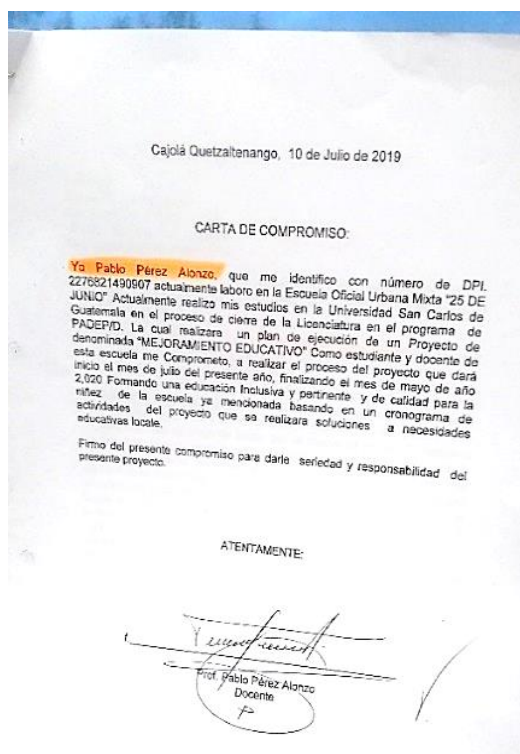 Cajolá Quetzaltenango, 10 de Julio de 2019
CARTA DE COMPROMISO:
Yo Pablo Pérez Alonzo, que me identifico con número de DPI.
2276821490907 actualmente laboro en la Escuela Oficial Urbana Mixta "25 DE
JUNIO" Actualmente realizo mis estudios en la Universidad San Carlos de
Guatemala en el proceso de cierre de la Licenciatura en el programa de
PADEP/D. La cual realizara un plan de ejecución de un Proyecto de
denominada "MEJORAMIENTO EDUCATIVO" Como estudiante y docente de
esta escuela me Comprometo, a realizar el proceso del proyecto que dará
inicio el mes de julio del presente año, finalizando el mes de mayo de año
2,020 Formando una educación Inclusiva y pertinente y de calidad para la
niñez de la escuela ya mencionada basando en un cronograma de
actividades del proyecto que se realizara soluciones a necesidades
educativas locale.
Firmo del presente compromiso para darle seriedad y responsabilidad del
presente proyecto.
ATENTAMENTE:
Prof. Pablo Pérez Alonzo
Docente